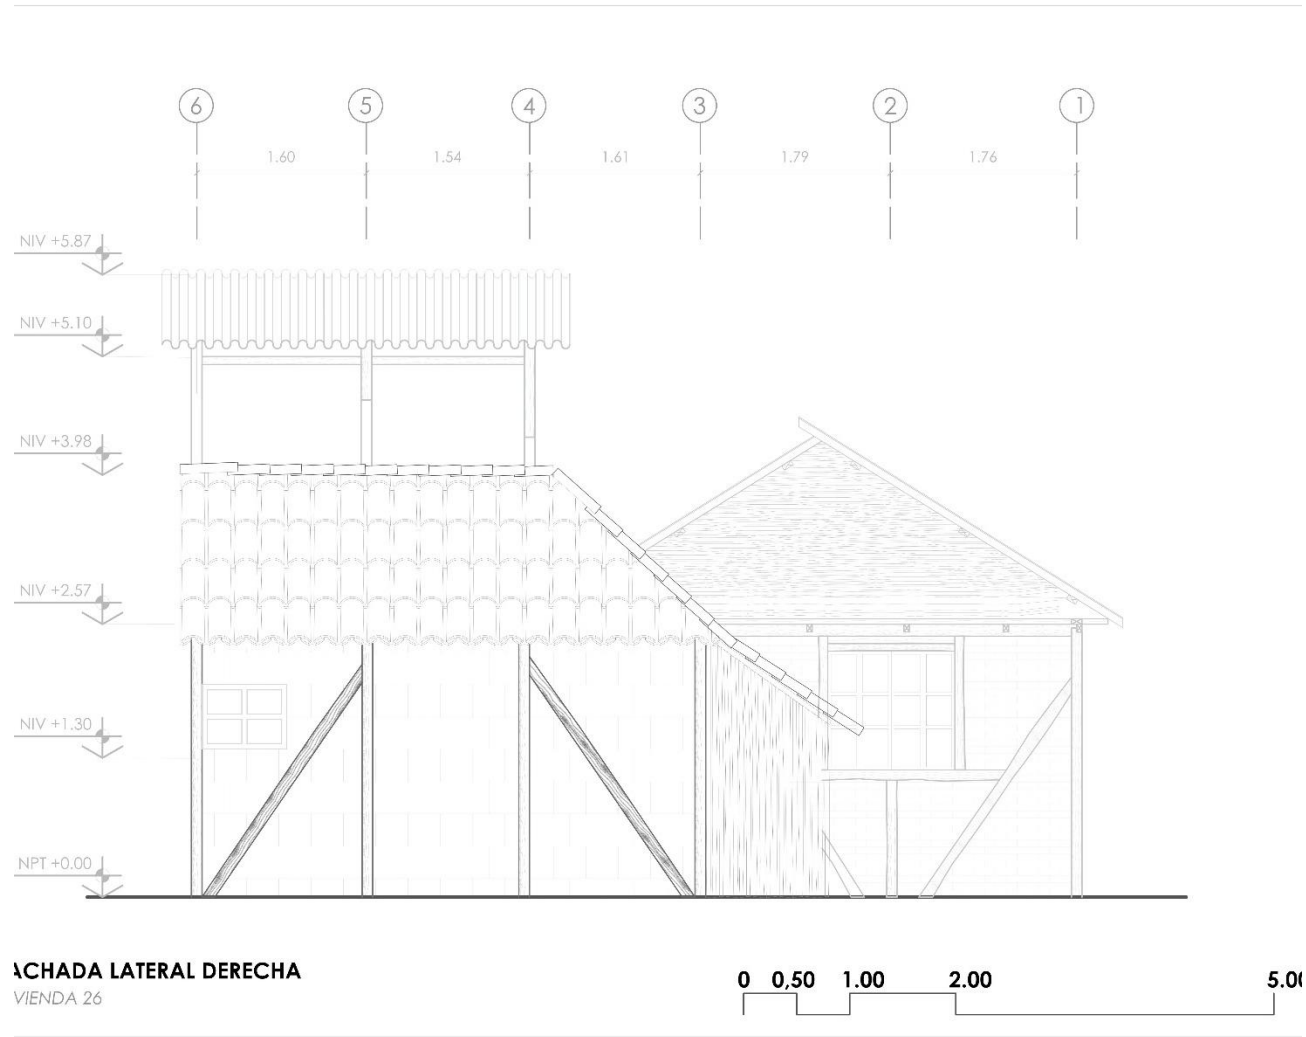 6 5 4 3 2 1
1.60 1.54 1.61 1.79 1.76
NIV +5.87
NIV +5.10
NIV +3.98
NIV +2.57
NIV +1.30
NPT +0.00
ACHADA LATERAL DERECHA
VIENDA 26
0 0,50 1.00 2.00 5.00